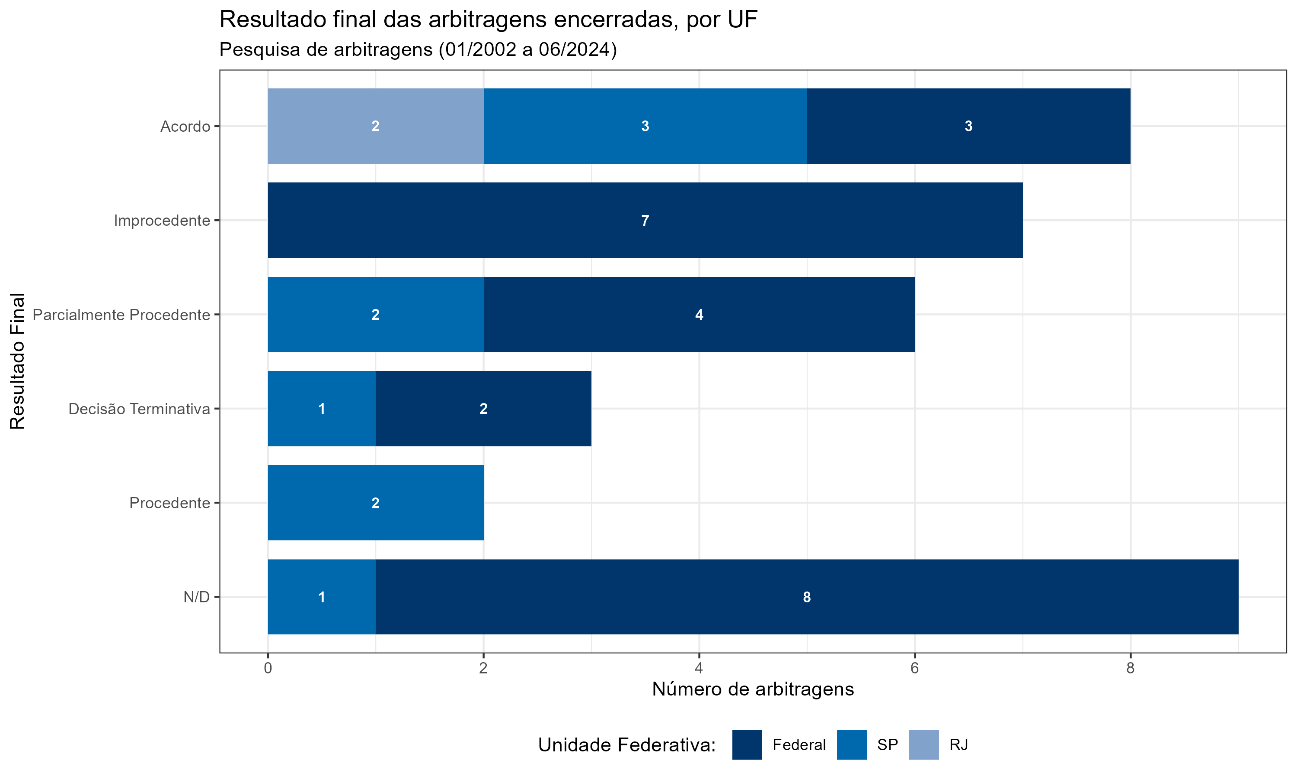 Resultado final das arbitragens encerradas, por UF
Pesquisa de arbitragens (01/2002 a 06/2024)
Resultado Final
Acordo
2 3 3
Improcedente
7
Parcialmente Procedente
2 4
Decisão Terminativa
1 2
Procedente
2
N/D
1 8
0 2 4 6 8
Número de arbitragens
Unidade Federativa: Federal SP RJ